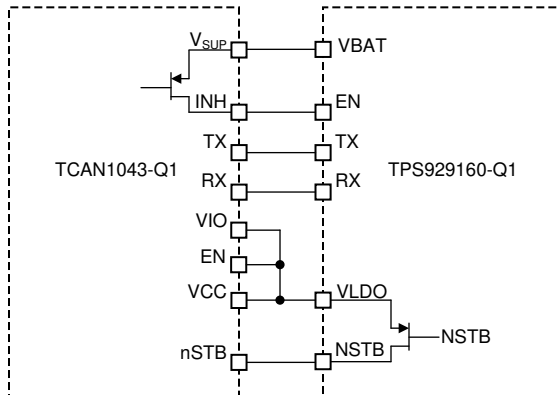 VSUP
VBAT
INH
EN
TX
TX
TCAN1043-Q1
TPS929160-Q1
RX
RX
VIO
EN
VCC
VLDO
NSTB
nSTB
NSTB